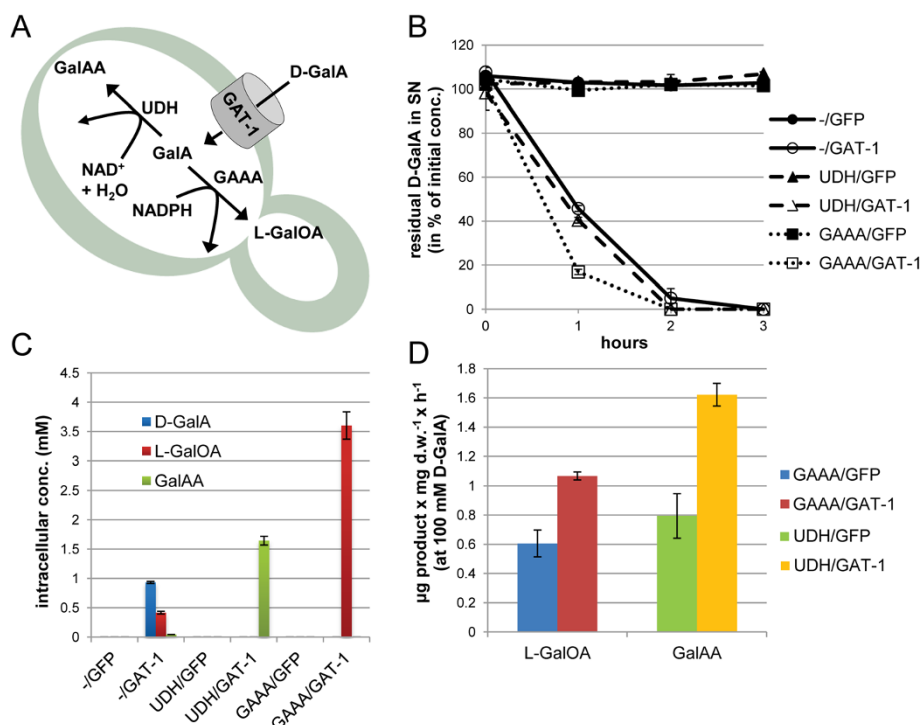 A
GalAA
D-GalA
UDH
GAT-1
GalA
NAD⁺
+ H₂O
GAAA
NADPH
L-GalOA
B
residual D-GalA in SN
(in % of initial conc.)
120
100
80
60
40
20
0
0 1 2 3
hours
-/GFP
-/GAT-1
UDH/GFP
UDH/GAT-1
GAAA/GFP
GAAA/GAT-1
C
intracellular conc. (mM)
4.5
4
3.5
3
2.5
2
1.5
1
0.5
0
D-GalA
L-GalOA
GalAA
-/GFP
-/GAT-1
UDH/GFP
UDH/GAT-1
GAAA/GFP
GAAA/GAT-1
D
µg product x mg d.w.⁻¹ x h⁻¹
(at 100 mM D-GalA)
1.8
1.6
1.4
1.2
1
0.8
0.6
0.4
0.2
0
L-GalOA GalAA
GAAA/GFP
GAAA/GAT-1
UDH/GFP
UDH/GAT-1